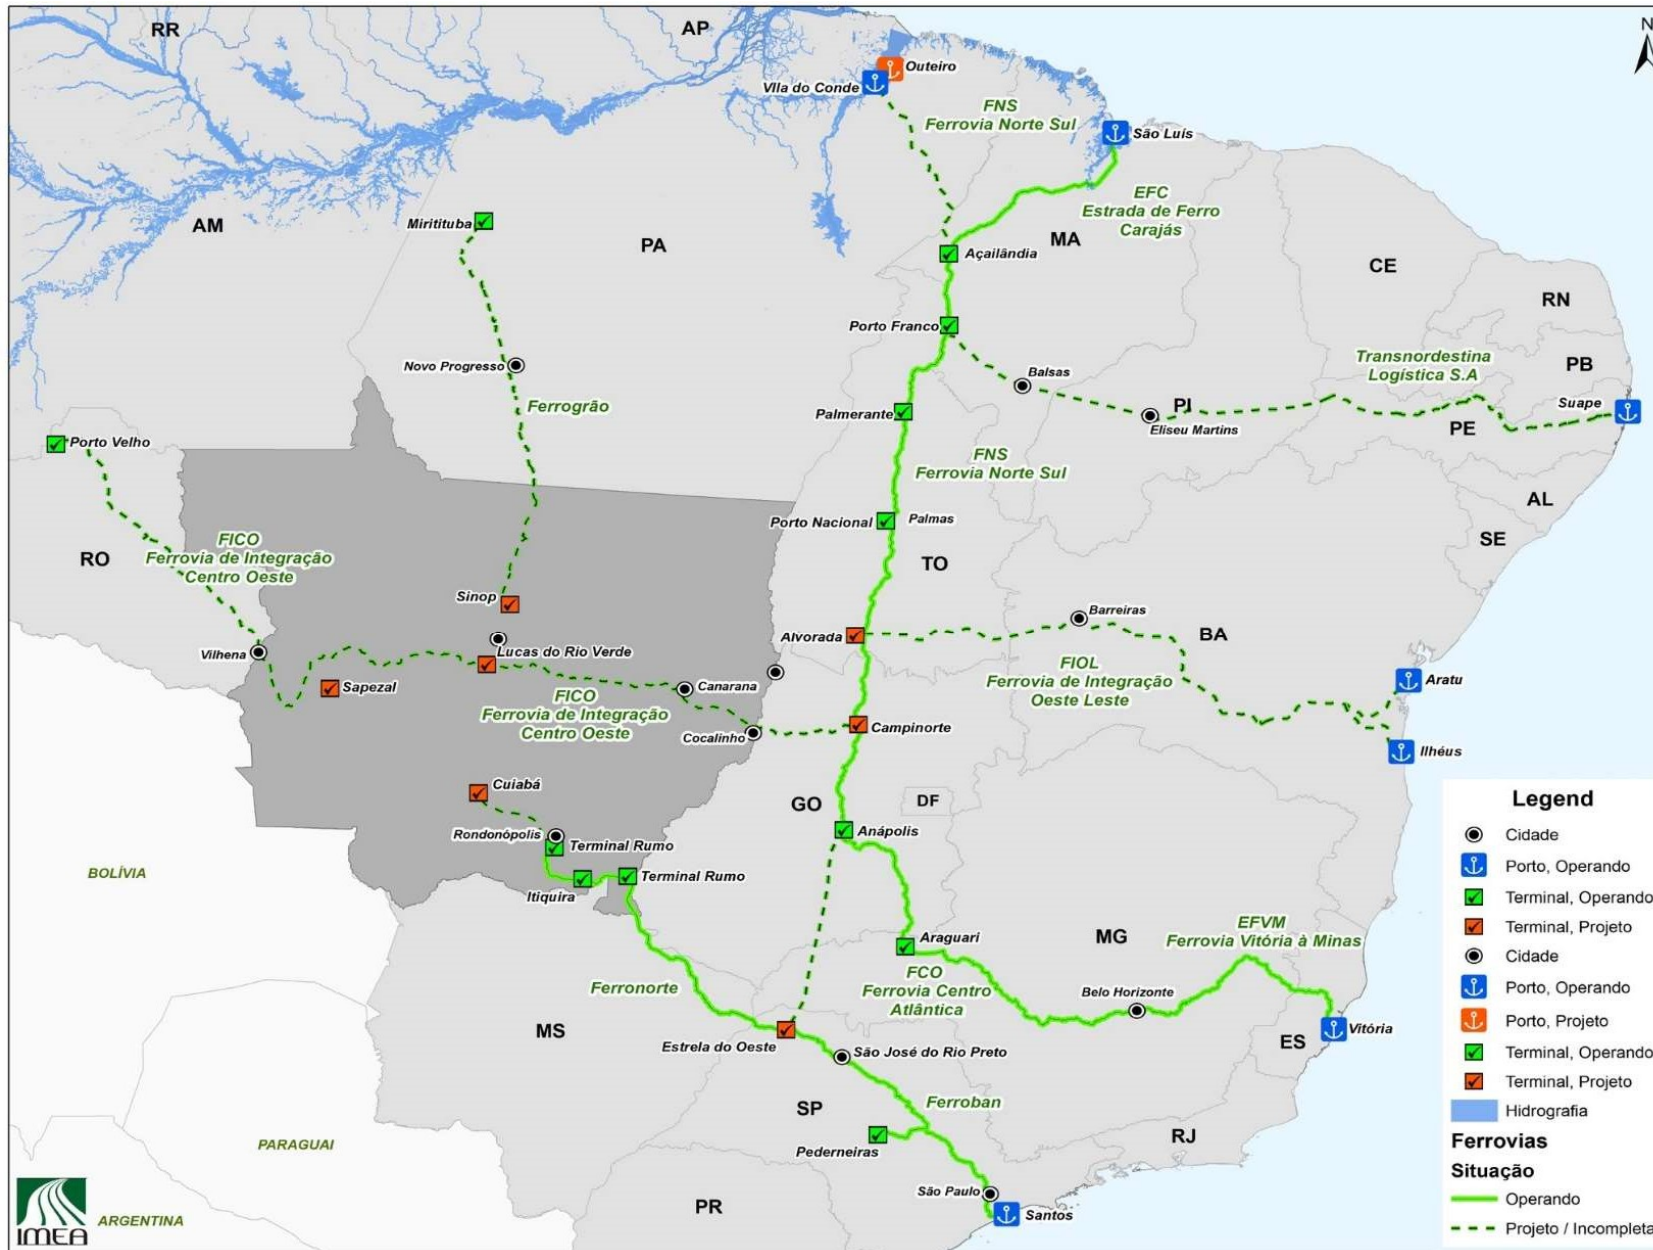 RR
AP
N
Outeiro
VIla do Conde
FNS
Ferrovia Norte Sul
São Luís
EFC
Estrada de Ferro
Carajás
AM
Miritituba
PA
MA
Açailândia
CE
RN
Porto Franco
Transnordestina
Logística S.A
PB
Novo Progresso
Balsas
Ferrogrão
Palmerante
PI
Suape
Eliseu Martins
PE
Porto Velho
FNS
Ferrovia Norte Sul
AL
Porto Nacional
Palmas
SE
FICO
Ferrovia de Integração
Centro Oeste
RO
TO
Sinop
Barreiras
Alvorada
BA
Lucas do Rio Verde
Vilhena
FIOL
Ferrovia de Integração
Oeste Leste
Sapezal
Canarana
Aratu
FICO
Ferrovia de Integração
Centro Oeste
Cocalinho
Campinorte
Ilhéus
Cuiabá
GO
DF
Rondonópolis
Terminal Rumo
Anápolis
BOLÍVIA
Itiquira
Terminal Rumo
Araguari
MG
EFVM
Ferrovia Vitória à Minas
Ferronorte
FCO
Ferrovia Centro
Atlântica
Belo Horizonte
MS
Estrela do Oeste
ES
Vitória
São José do Rio Preto
SP
Ferroban
PARAGUAI
Pederneiras
RJ
São Paulo
PR
Santos
ARGENTINA
IMEA
Legend
Cidade
Porto, Operando
Terminal, Operando
Terminal, Projeto
Cidade
Porto, Operando
Porto, Projeto
Terminal, Operando
Terminal, Projeto
Hidrografia
Ferrovias
Situação
Operando
Projeto / Incompleta